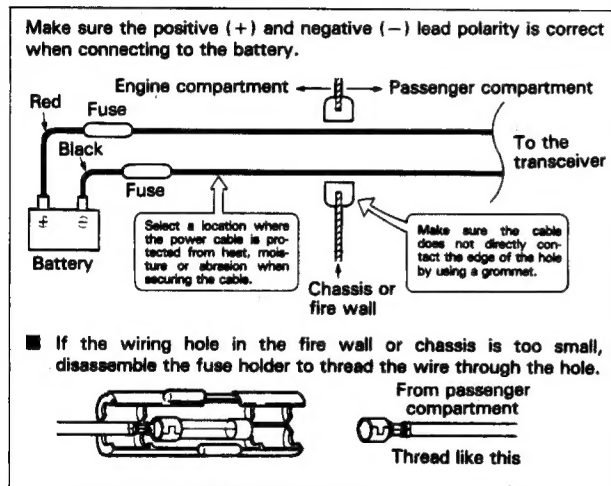 Make sure the positive (+) and negative (−) lead polarity is correct
when connecting to the battery.
Engine compartment
Passenger compartment
Red
Fuse
Black
Fuse
To the
transceiver
+
−
Battery
Select a location where
the power cable is pro-
tected from heat, mois-
ture or abrasion when
securing the cable.
Make sure the cable
does not directly con-
tact the edge of the hole
by using a grommet.
Chassis or
fire wall
■ If the wiring hole in the fire wall or chassis is too small,
disassemble the fuse holder to thread the wire through the hole.
From passenger
compartment
Thread like this